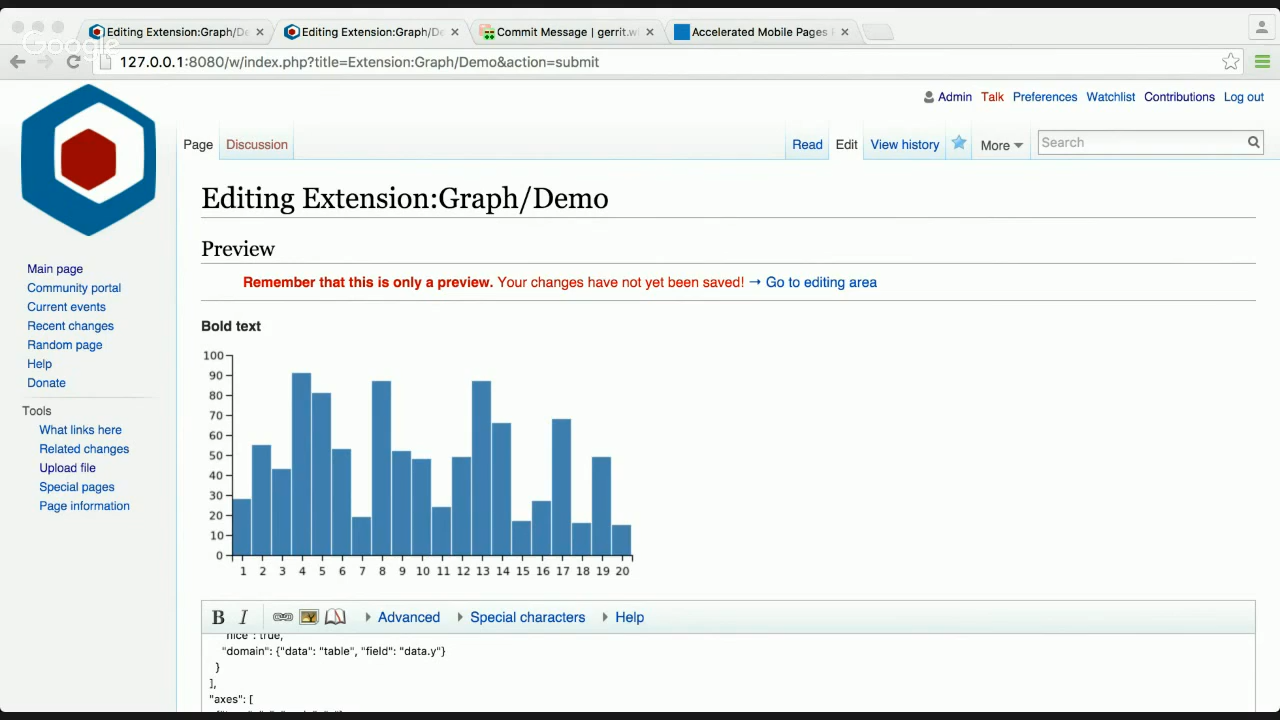 Editing Extension:Graph/De
Editing Extension:Graph/De
Commit Message | gerrit.w
Accelerated Mobile Pages
Google
127.0.0.1:8080/w/index.php?title=Extension:Graph/Demo&action=submit
Admin Talk Preferences Watchlist Contributions Log out
Page Discussion Read Edit View history More Search
Editing Extension:Graph/Demo
Preview
Remember that this is only a preview. Your changes have not yet been saved! → Go to editing area
Main page
Community portal
Current events
Recent changes
Random page
Help
Donate
Tools
What links here
Related changes
Upload file
Special pages
Page information
Bold text
100
90
80
70
60
50
40
30
20
10
0
1 2 3 4 5 6 7 8 9 10 11 12 13 14 15 16 17 18 19 20
B I Advanced Special characters Help
"nice": true,
"domain": {"data": "table", "field": "data.y"}
}
],
"axes": [